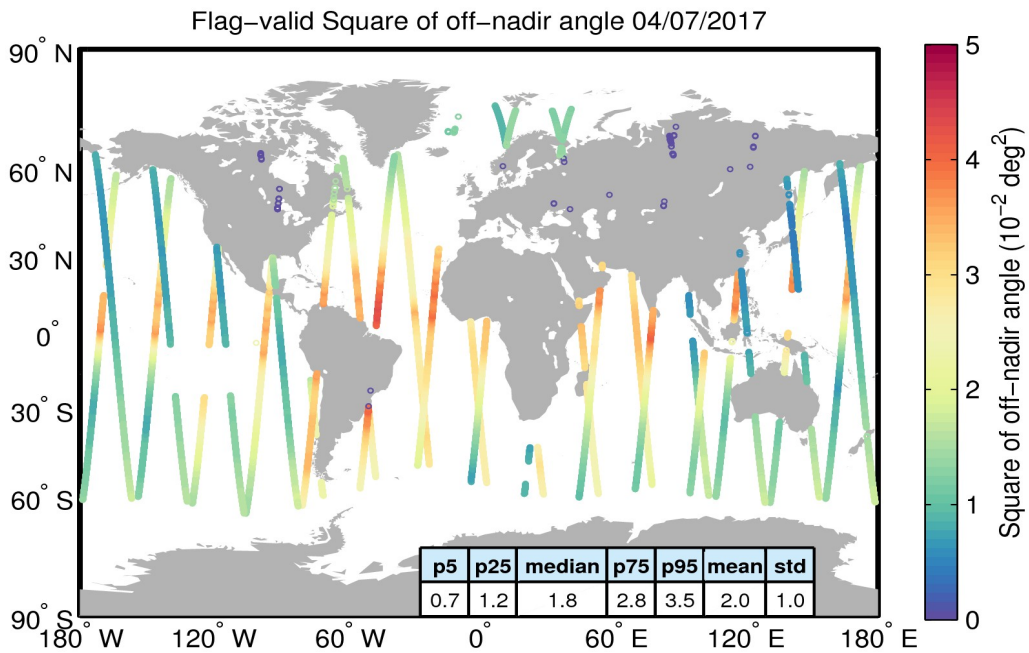 Flag−valid Square of off−nadir angle 04/07/2017
90° N
60° N
30° N
0°
30° S
60° S
90° S
180° W
120° W
60° W
0°
60° E
120° E
180° E
p5 p25 median p75 p95 mean std
0.7 1.2 1.8 2.8 3.5 2.0 1.0
5
4
3
2
1
0
Square of off−nadir angle (10⁻² deg²)